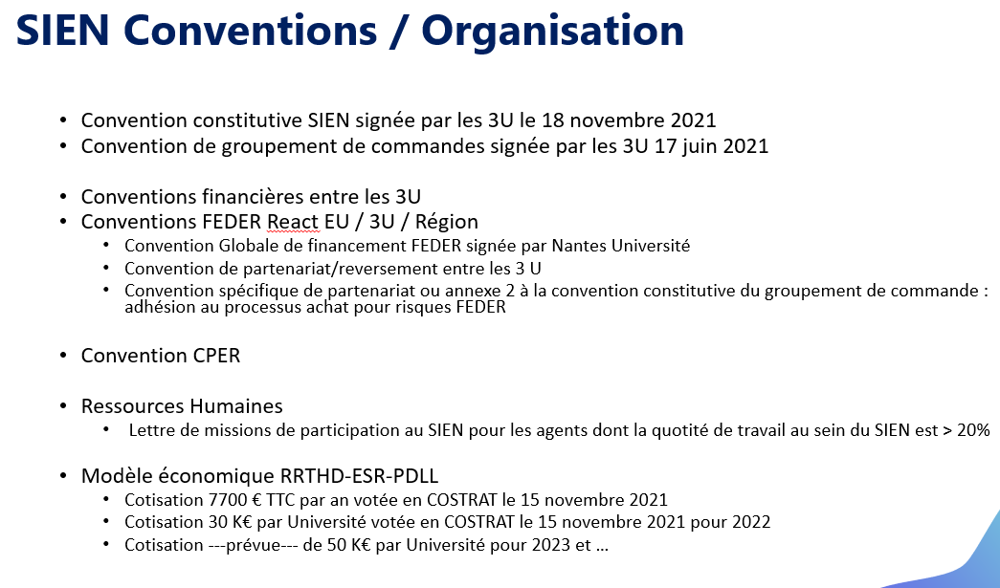 SIEN Conventions / Organisation
• Convention constitutive SIEN signée par les 3U le 18 novembre 2021
• Convention de groupement de commandes signée par les 3U 17 juin 2021
• Conventions financières entre les 3U
• Conventions FEDER React EU / 3U / Région
• Convention Globale de financement FEDER signée par Nantes Université
• Convention de partenariat/reversement entre les 3 U
• Convention spécifique de partenariat ou annexe 2 à la convention constitutive du groupement de commande :
adhésion au processus achat pour risques FEDER
• Convention CPER
• Ressources Humaines
• Lettre de missions de participation au SIEN pour les agents dont la quotité de travail au sein du SIEN est > 20%
• Modèle économique RRTHD-ESR-PDLL
• Cotisation 7700 € TTC par an votée en COSTRAT le 15 novembre 2021
• Cotisation 30 K€ par Université votée en COSTRAT le 15 novembre 2021 pour 2022
• Cotisation ---prévue--- de 50 K€ par Université pour 2023 et ...